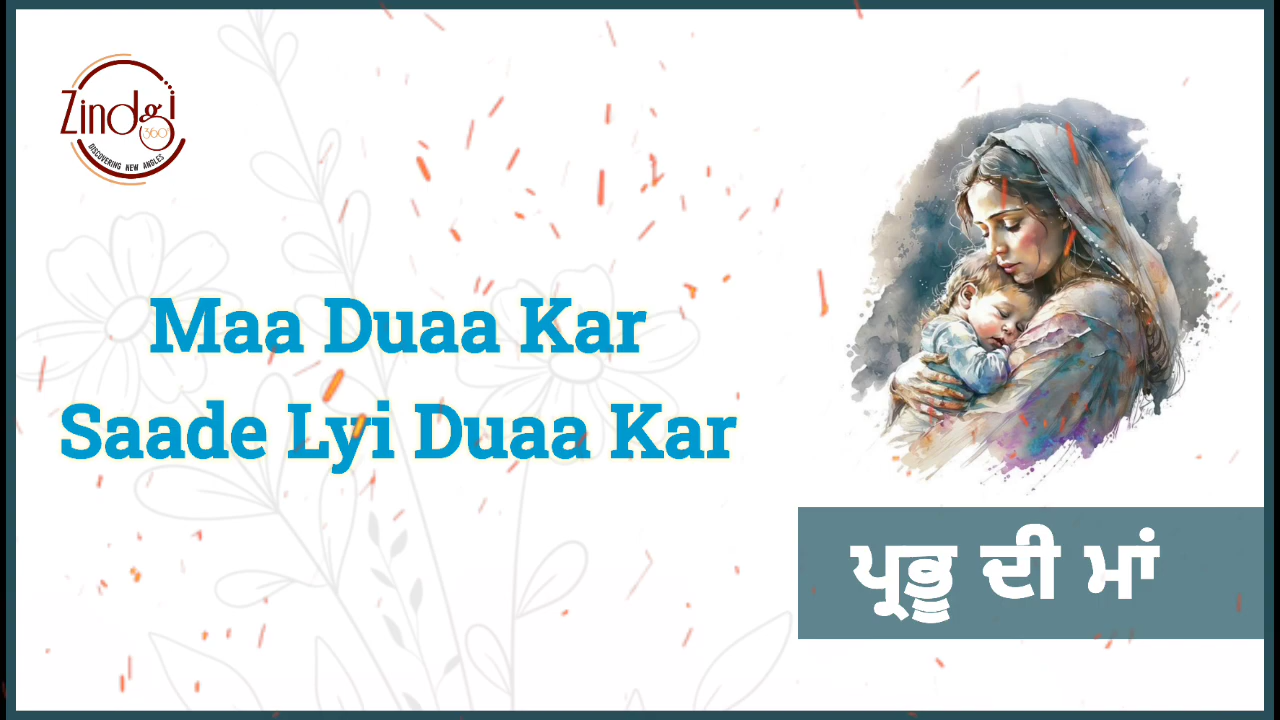 Zindgi
360°
DISCOVERING NEW ANGLES
Maa Duaa Kar
Saade Lyi Duaa Kar
ਪ੍ਰਭੂ ਦੀ ਮਾਂ